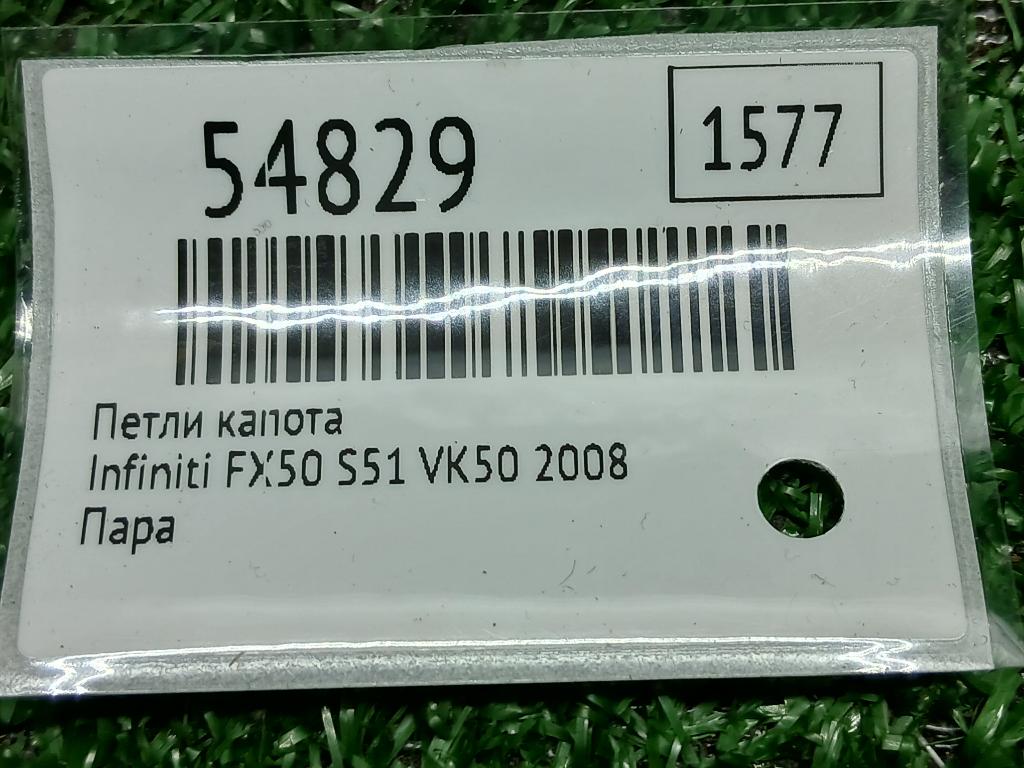 54829
1577
Петли капота
Infiniti FX50 S51 VK50 2008
Пара